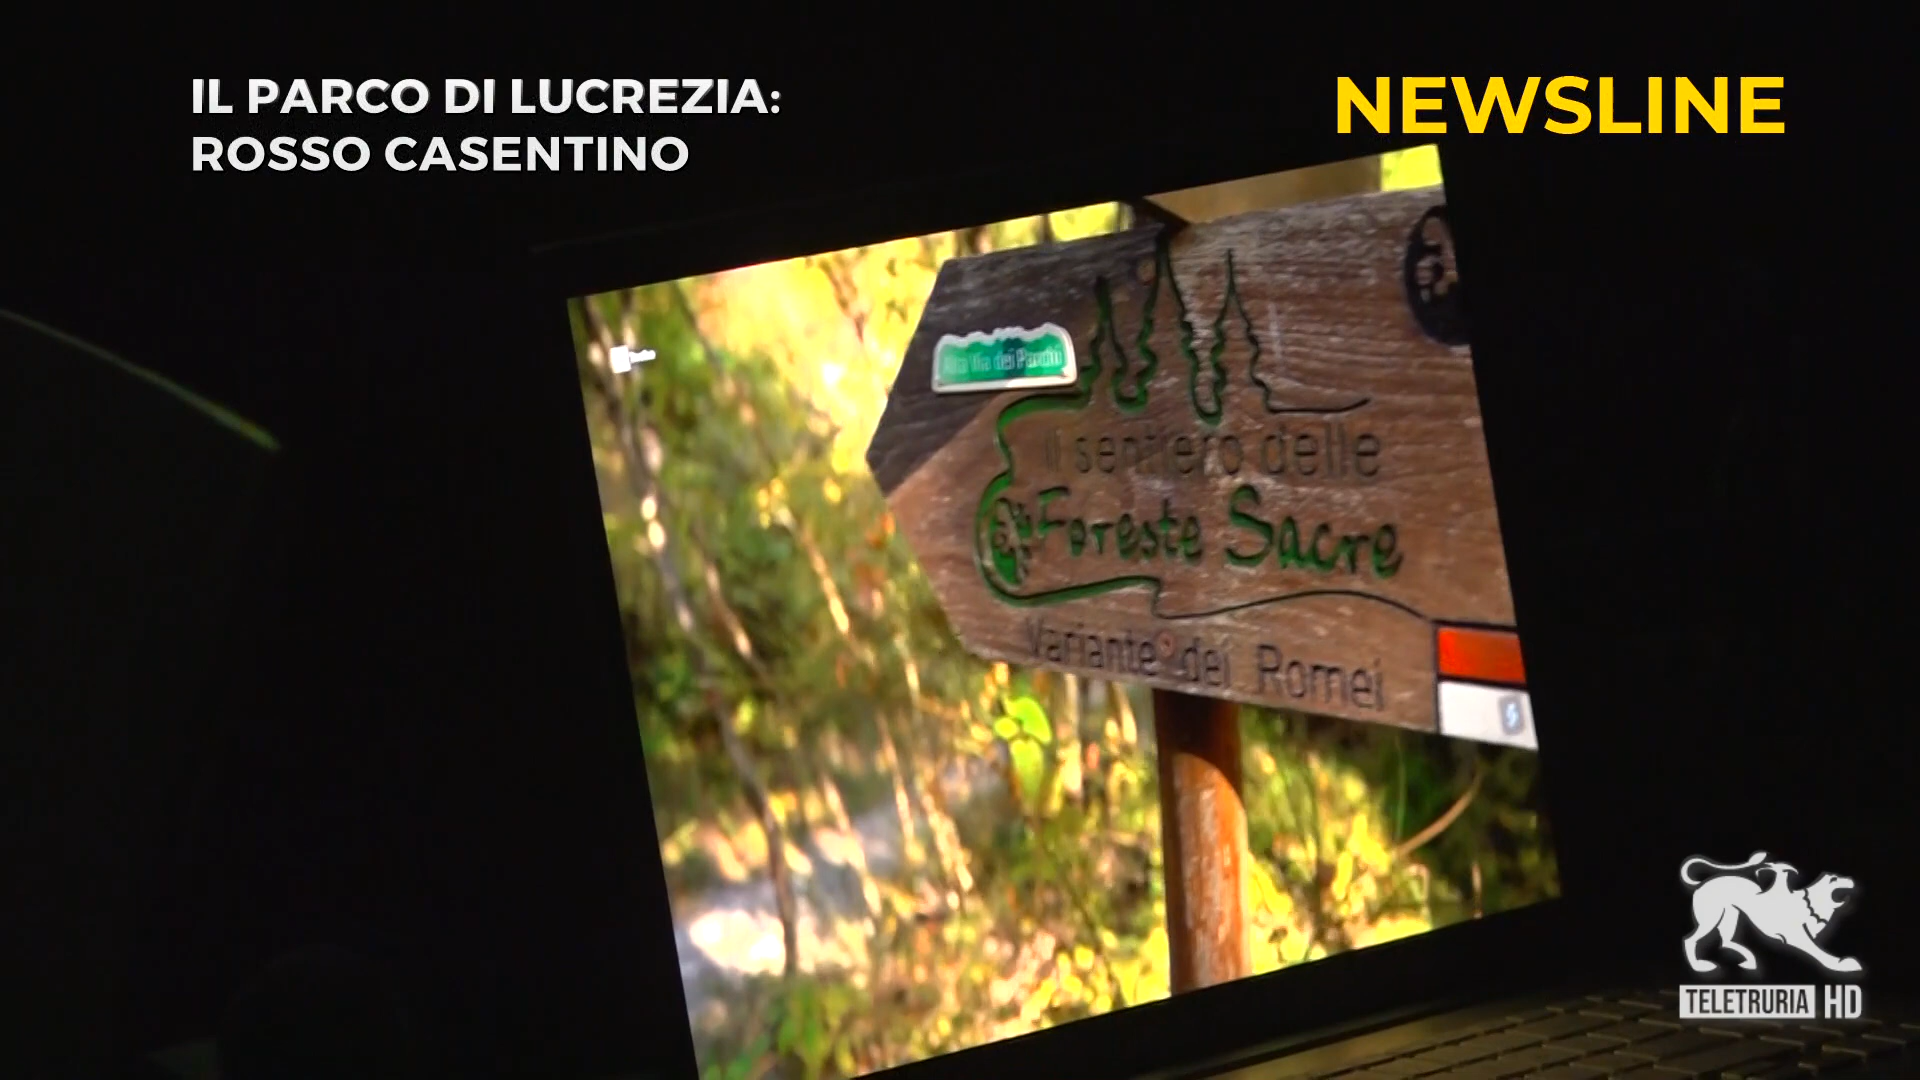 IL PARCO DI LUCREZIA:
ROSSO CASENTINO
NEWSLINE
Il sentiero delle
Foreste Sacre
Variante dei Romei
TELETRURIA HD